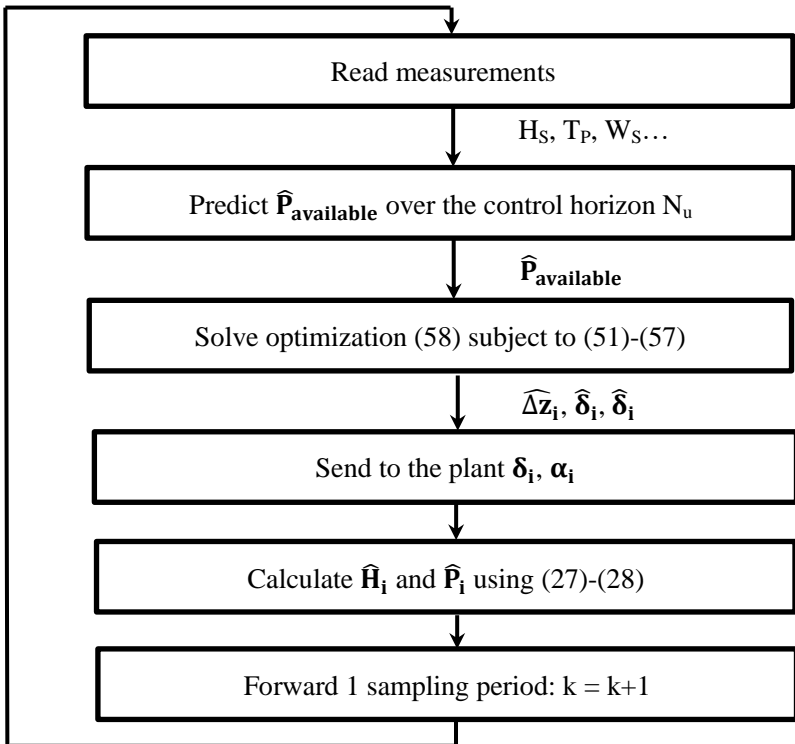 Read measurements
H_S, T_P, W_S…
Predict P̂_available over the control horizon N_u
P̂_available
Solve optimization (58) subject to (51)-(57)
Δẑ_i, δ̂_i, δ̂_i
Send to the plant δ_i, α_i
Calculate Ĥ_i and P̂_i using (27)-(28)
Forward 1 sampling period: k = k+1